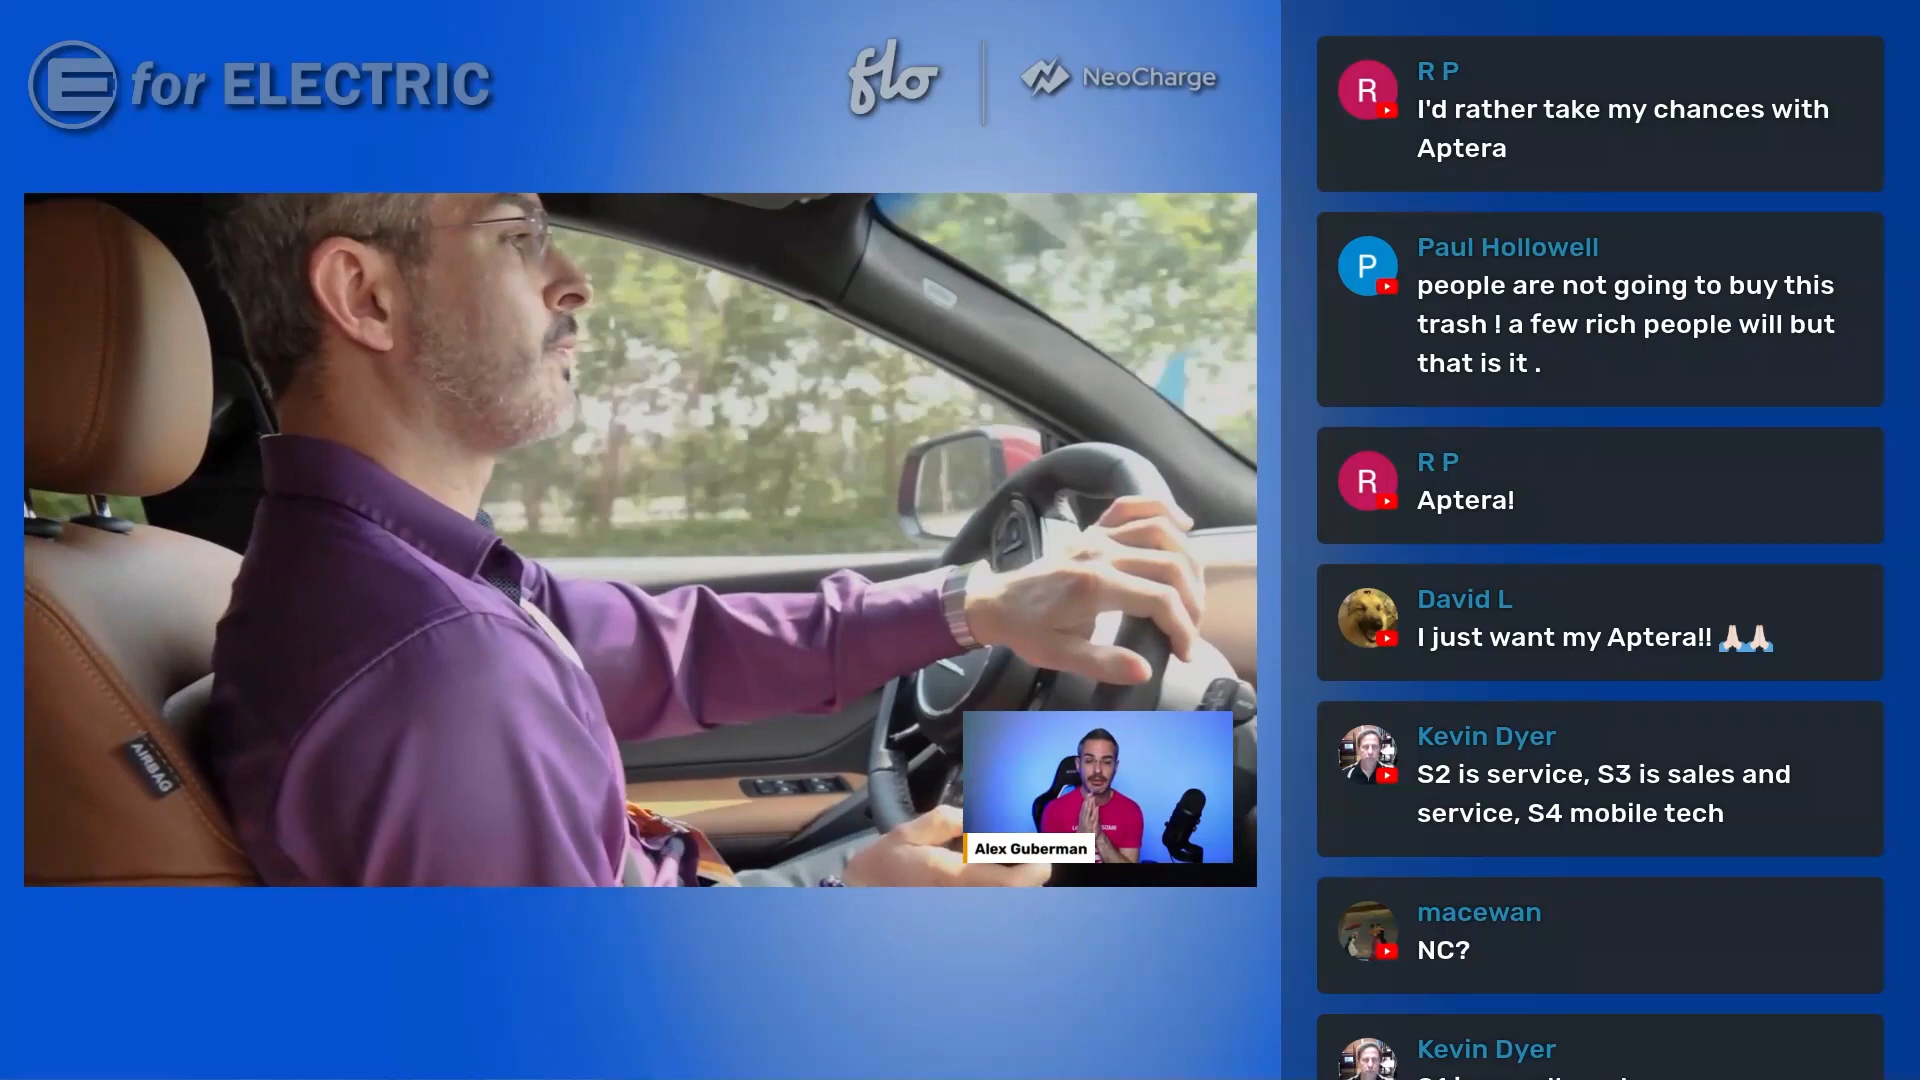 E for ELECTRIC
flo
NeoCharge
AIRBAG
Alex Guberman
R P
I'd rather take my chances with
Aptera
Paul Hollowell
people are not going to buy this
trash ! a few rich people will but
that is it .
R P
Aptera!
David L
I just want my Aptera!! 🙏🏻🙏🏻
Kevin Dyer
S2 is service, S3 is sales and
service, S4 mobile tech
macewan
NC?
Kevin Dyer